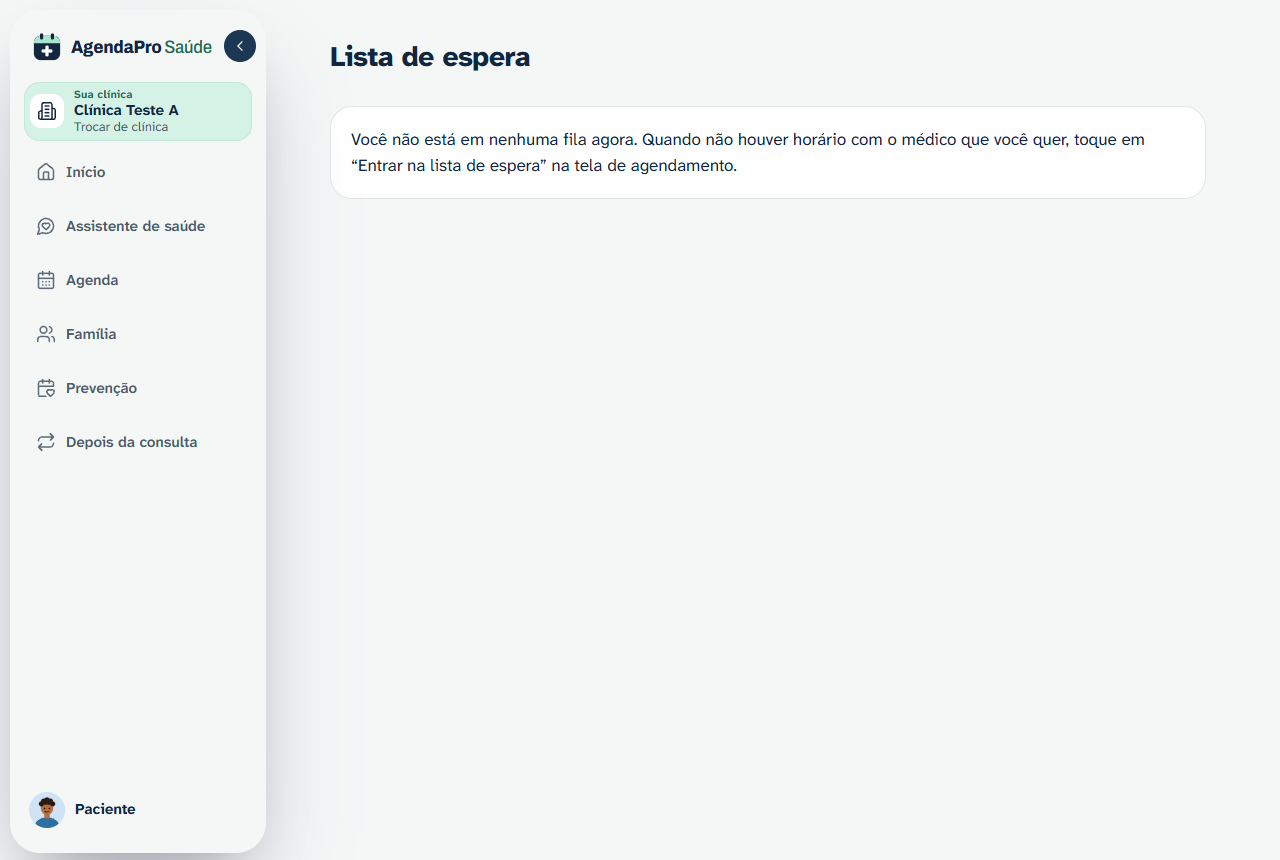 AgendaPro Saúde
Sua clínica
Clínica Teste A
Trocar de clínica
Início
Assistente de saúde
Agenda
Família
Prevenção
Depois da consulta
Paciente
Lista de espera
Você não está em nenhuma fila agora. Quando não houver horário com o médico que você quer, toque em
“Entrar na lista de espera” na tela de agendamento.